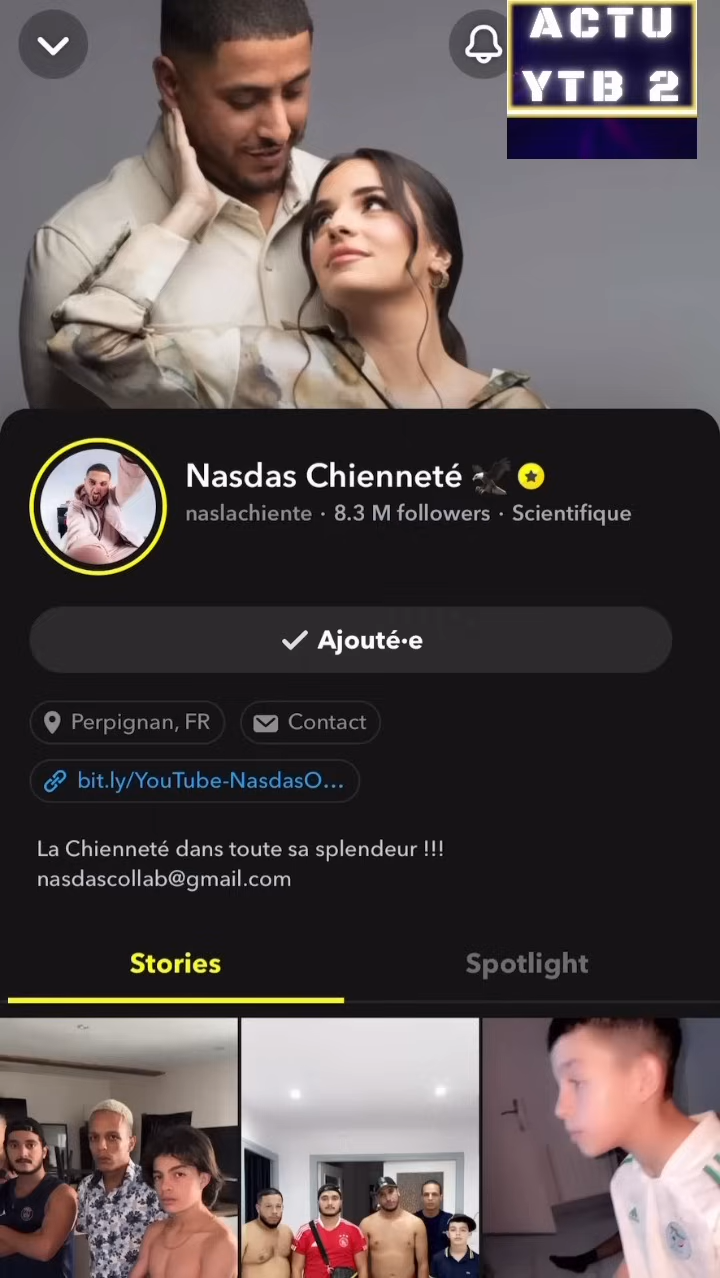 ACTU
YTB 2
Nasdas Chienneté
naslachiente · 8.3 M followers · Scientifique
Ajouté·e
Perpignan, FR
Contact
bit.ly/YouTube-NasdasO...
La Chienneté dans toute sa splendeur !!!
nasdascollab@gmail.com
Stories
Spotlight